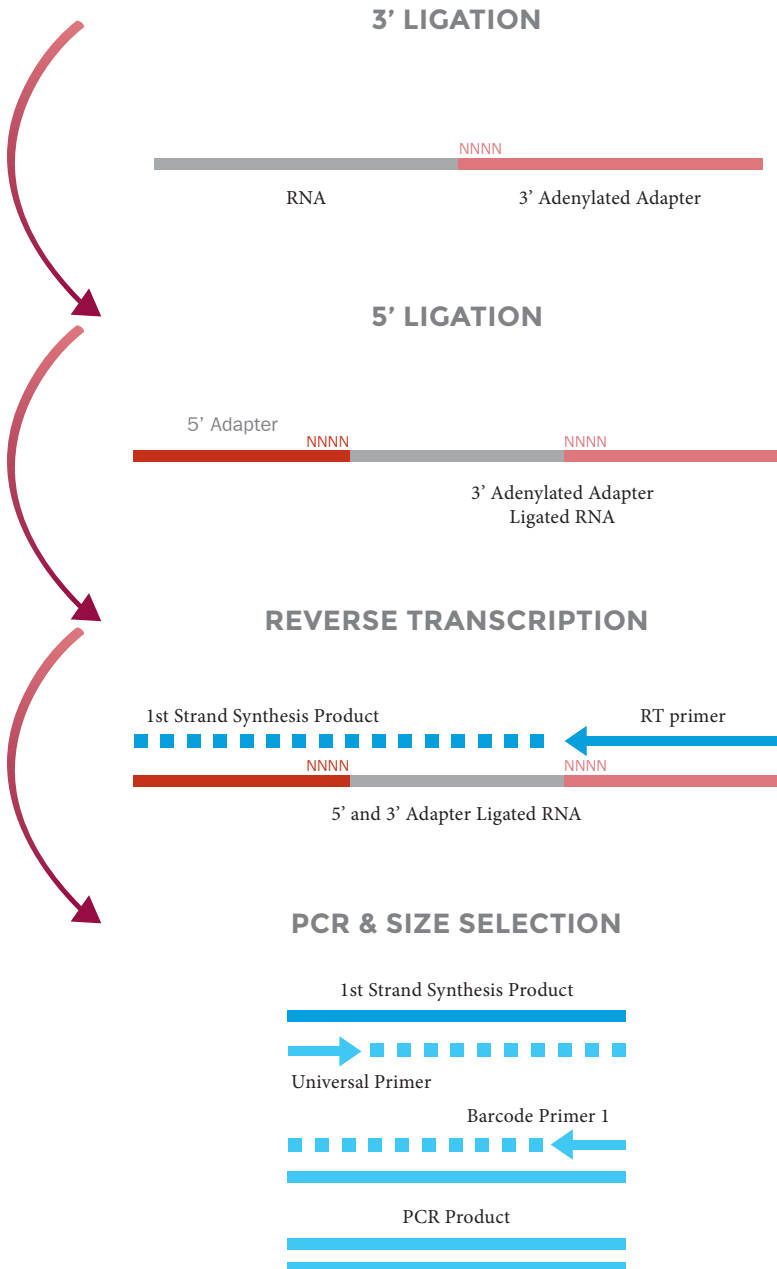 3’ LIGATION
NNNN
RNA
3’ Adenylated Adapter
5’ LIGATION
5’ Adapter
NNNN
NNNN
3’ Adenylated Adapter
Ligated RNA
REVERSE TRANSCRIPTION
1st Strand Synthesis Product
RT primer
NNNN
NNNN
5’ and 3’ Adapter Ligated RNA
PCR & SIZE SELECTION
1st Strand Synthesis Product
Universal Primer
Barcode Primer 1
PCR Product